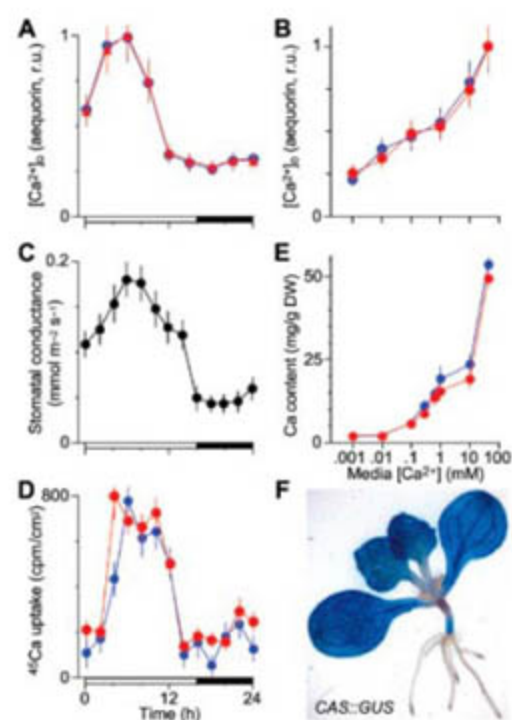 A
B
1
[Ca²⁺]ᵢₒ (aequorin, r.u.)
0
1
[Ca²⁺]ᵢₒ (aequorin, r.u.)
0
C
E
0.2
Stomatal conductance
(mmol m⁻² s⁻¹)
0
50
25
0
Ca content (mg/g DW)
.001 .01 .1 1 10 100
Media [Ca²⁺] (mM)
D
F
800
⁴⁵Ca uptake (cpm/cm²)
0
0 12 24
Time (h)
CAS::GUS